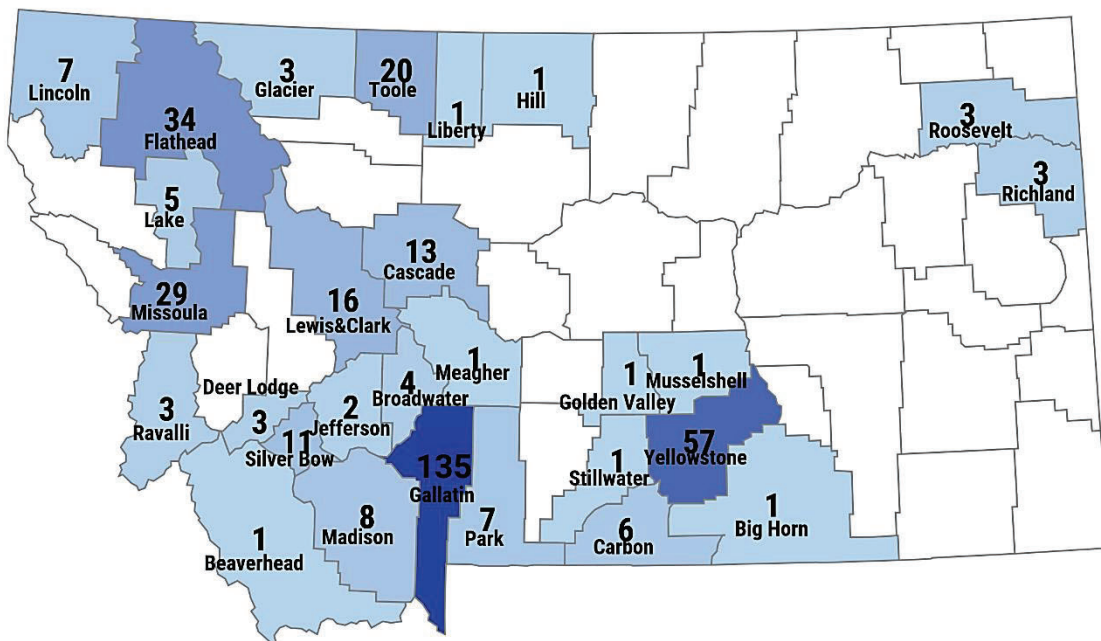 7
Lincoln
34
Flathead
3
Glacier
20
Toole
1
Liberty
1
Hill
3
Roosevelt
3
Richland
5
Lake
29
Missoula
16
Lewis&Clark
13
Cascade
1
Meagher
4
Broadwater
2
Jefferson
Deer Lodge
3
3
Ravalli
11
Silver Bow
1
Beaverhead
8
Madison
135
Gallatin
7
Park
1
Golden Valley
1
Musselshell
57
Yellowstone
1
Stillwater
6
Carbon
1
Big Horn